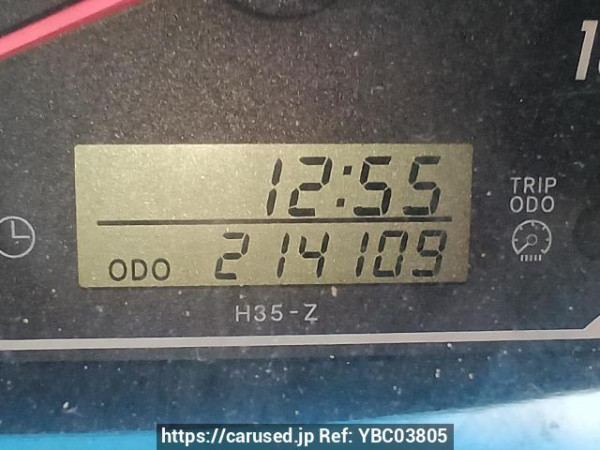 12:55
TRIP
ODO
ODO 214109
H35-Z
https://carused.jp Ref: YBC03805